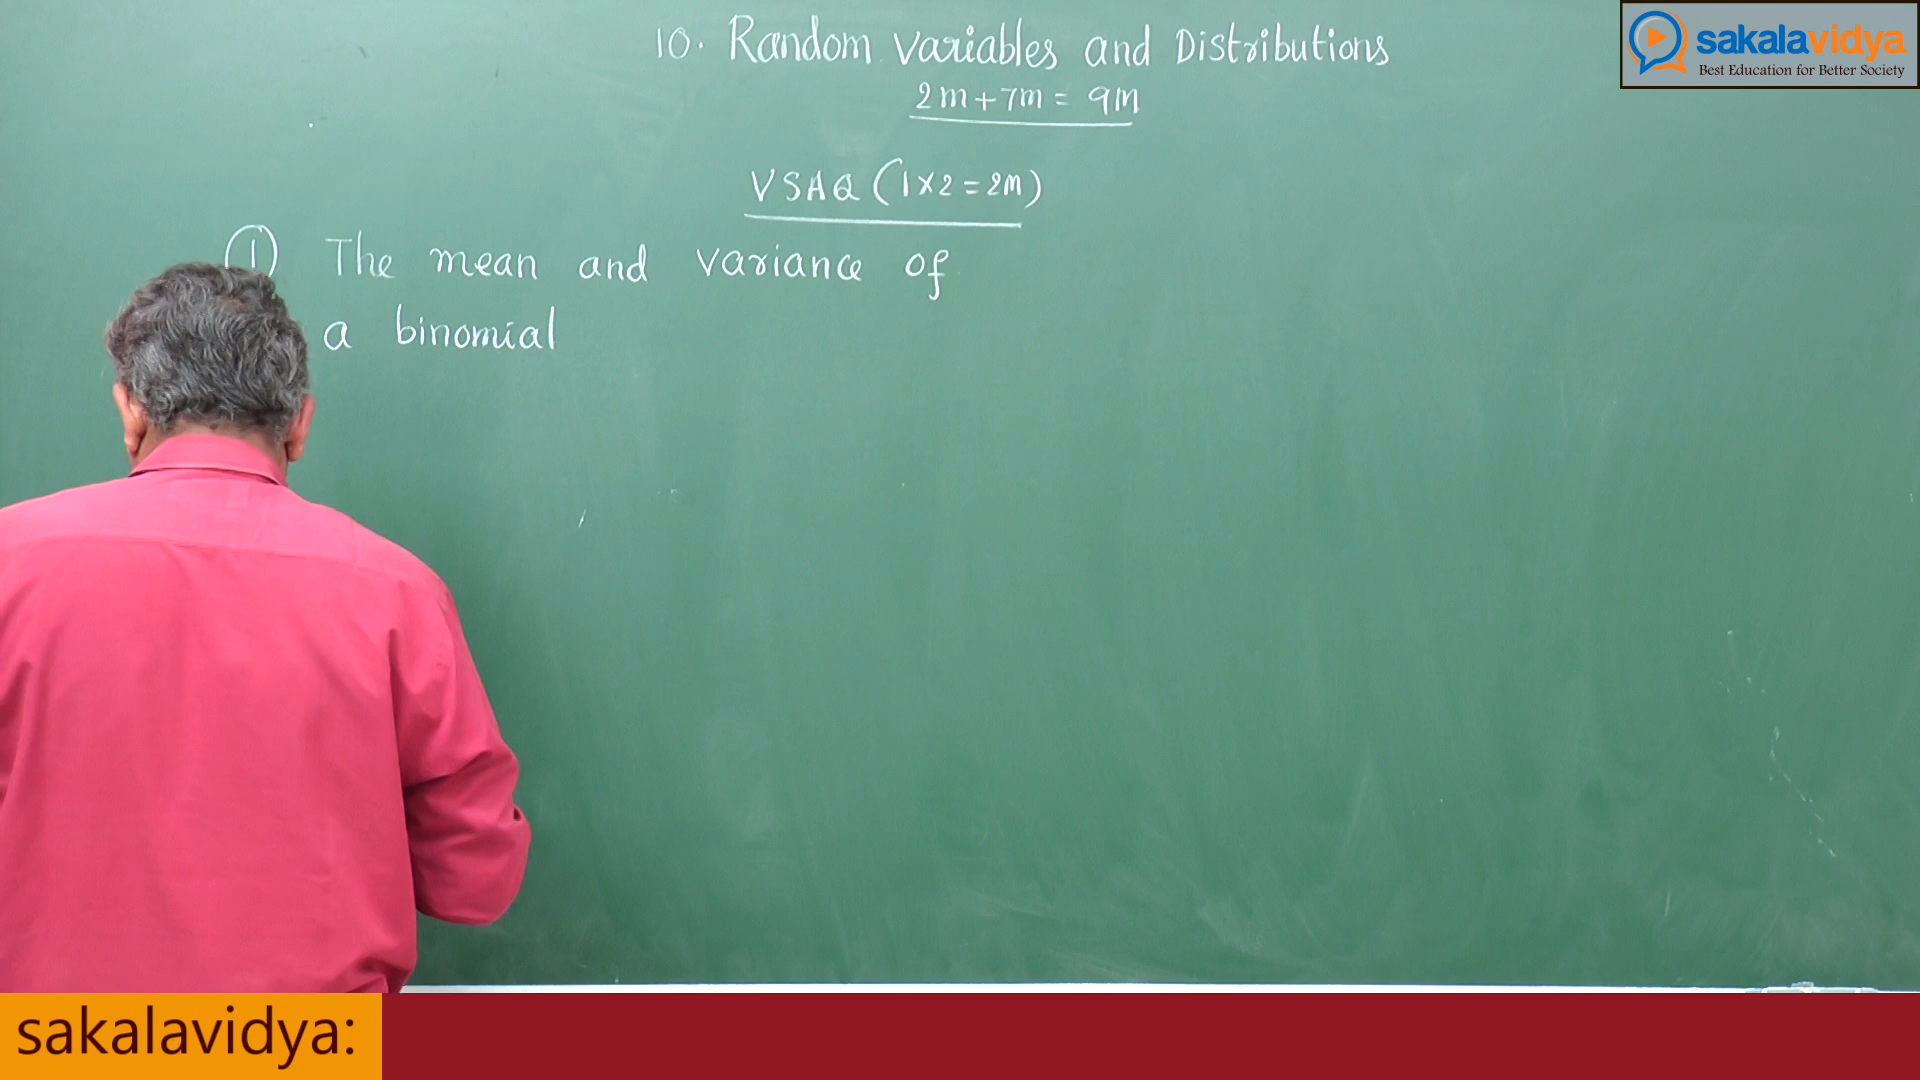 10. Random variables and Distributions
2m+7m = 9M
VSAQ (1×2=2M)
① The mean and variance of
a binomial
sakalavidya
Best Education for Better Society
sakalavidya: